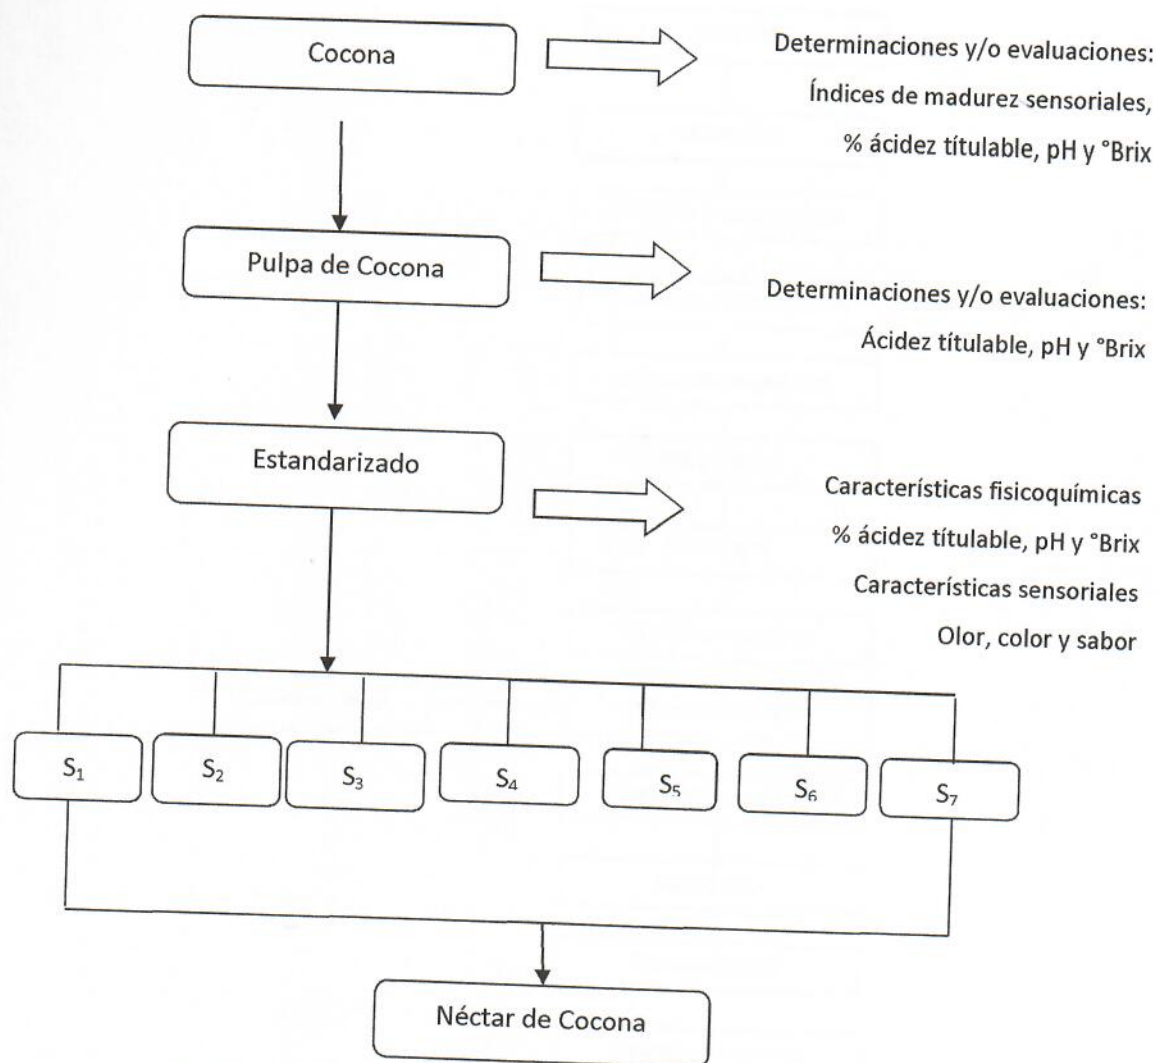 Cocona
Determinaciones y/o evaluaciones:
Índices de madurez sensoriales,
% ácidez títulable, pH y °Brix
Pulpa de Cocona
Determinaciones y/o evaluaciones:
Ácidez títulable, pH y °Brix
Estandarizado
Característícas fisicoquímicas
% ácidez títulable, pH y °Brix
Característícas sensoriales
Olor, color y sabor
S₁
S₂
S₃
S₄
S₅
S₆
S₇
Néctar de Cocona